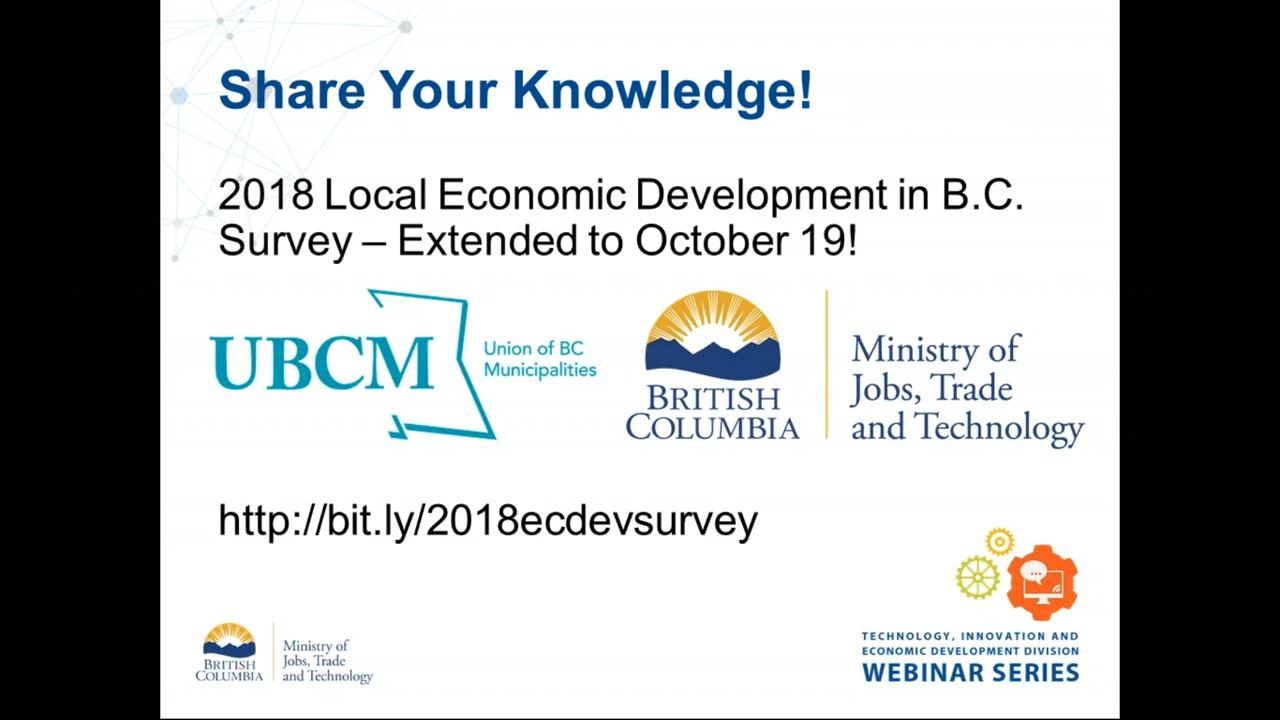 Share Your Knowledge!
2018 Local Economic Development in B.C.
Survey – Extended to October 19!
UBCM
Union of BC
Municipalities
BRITISH
COLUMBIA
Ministry of
Jobs, Trade
and Technology
http://bit.ly/2018ecdevsurvey
BRITISH
COLUMBIA
Ministry of
Jobs, Trade
and Technology
TECHNOLOGY, INNOVATION AND
ECONOMIC DEVELOPMENT DIVISION
WEBINAR SERIES